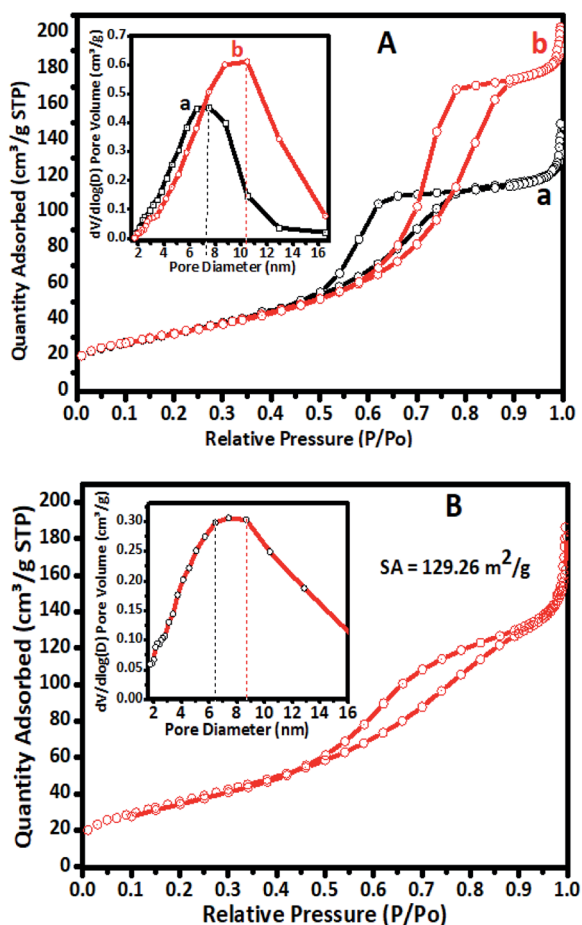 A
b
a
Quantity Adsorbed (cm³/g STP)
200
180
160
140
120
100
80
60
40
20
0
0.0 0.1 0.2 0.3 0.4 0.5 0.6 0.7 0.8 0.9 1.0
Relative Pressure (P/Po)
dV/dlog(D) Pore Volume (cm³/g)
0.6
0.5
0.4
0.3
0.2
0.1
0.0
a
b
2 4 6 8 10 12 14 16
Pore Diameter (nm)
B
SA = 129.26 m²/g
Quantity Adsorbed (cm³/g STP)
200
180
160
140
120
100
80
60
40
20
0
0.0 0.1 0.2 0.3 0.4 0.5 0.6 0.7 0.8 0.9 1.0
Relative Pressure (P/Po)
dV/dlog(D) Pore Volume (cm³/g)
0.30
0.25
0.20
0.15
0.10
0.05
0.00
2 4 6 8 10 12 14 16
Pore Diameter (nm)